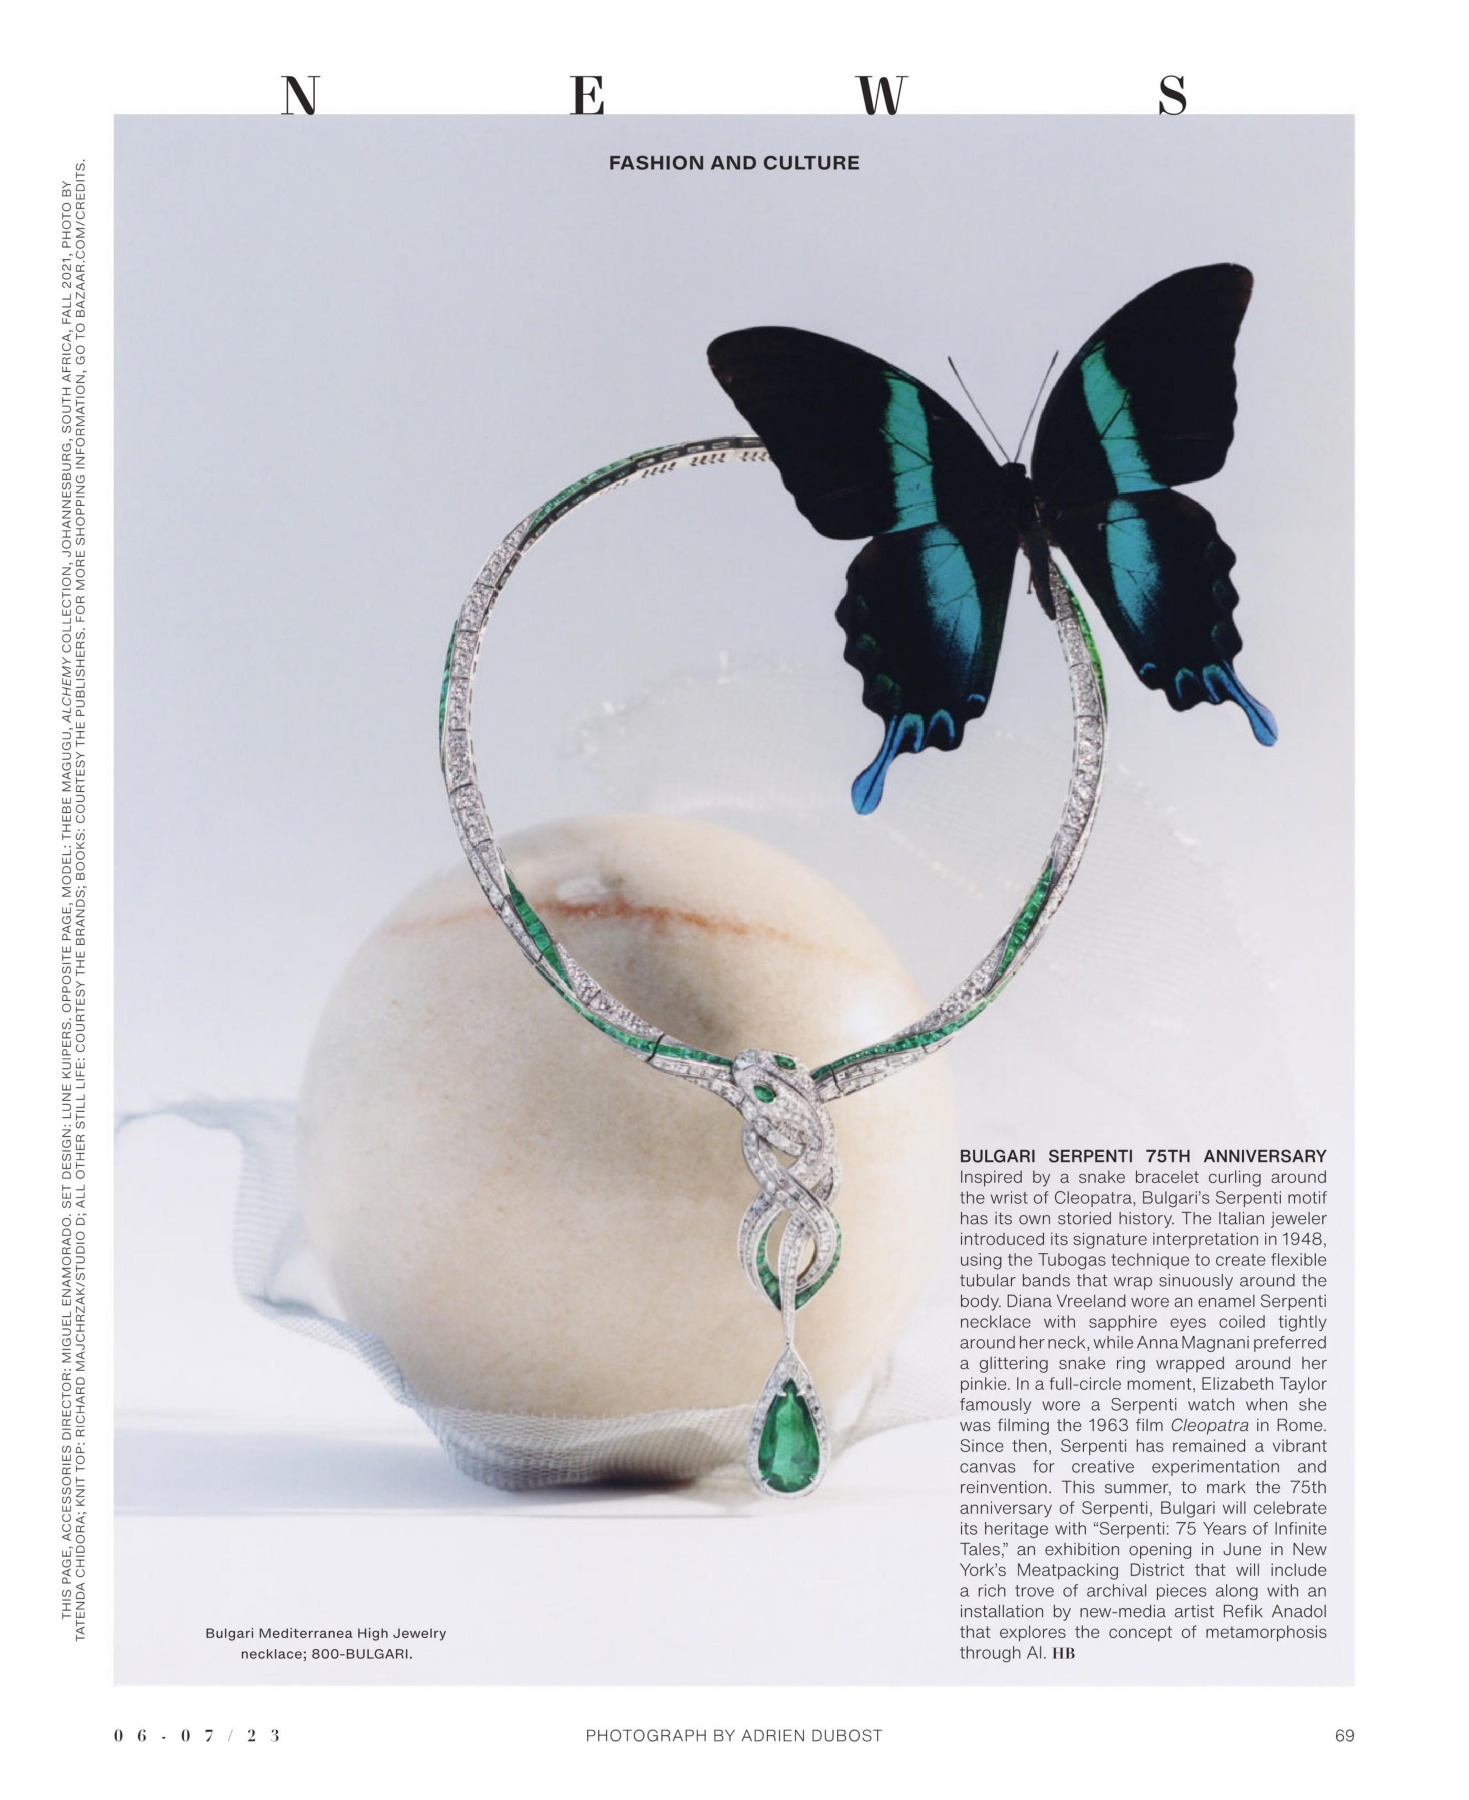 N E W S
FASHION AND CULTURE
THIS PAGE, ACCESSORIES DIRECTOR: MIGUEL ENAMORADO. SET DESIGN: LUNE KUIPERS. OPPOSITE PAGE, MODEL: THEBE MAGUGU, ALCHEMY COLLECTION, JOHANNESBURG, SOUTH AFRICA, FALL 2021, PHOTO BY
TATENDA CHIDORA; KNIT TOP: RICHARD MAJCHRZAK/STUDIO D; ALL OTHER STILL LIFE: COURTESY THE BRANDS; BOOKS: COURTESY THE PUBLISHERS. FOR MORE SHOPPING INFORMATION, GO TO BAZAAR.COM/CREDITS.
BULGARI SERPENTI 75TH ANNIVERSARY
Inspired by a snake bracelet curling around
the wrist of Cleopatra, Bulgari’s Serpenti motif
has its own storied history. The Italian jeweler
introduced its signature interpretation in 1948,
using the Tubogas technique to create flexible
tubular bands that wrap sinuously around the
body. Diana Vreeland wore an enamel Serpenti
necklace with sapphire eyes coiled tightly
around her neck, while Anna Magnani preferred
a glittering snake ring wrapped around her
pinkie. In a full-circle moment, Elizabeth Taylor
famously wore a Serpenti watch when she
was filming the 1963 film Cleopatra in Rome.
Since then, Serpenti has remained a vibrant
canvas for creative experimentation and
reinvention. This summer, to mark the 75th
anniversary of Serpenti, Bulgari will celebrate
its heritage with “Serpenti: 75 Years of Infinite
Tales,” an exhibition opening in June in New
York’s Meatpacking District that will include
a rich trove of archival pieces along with an
installation by new-media artist Refik Anadol
that explores the concept of metamorphosis
through AI. HB
Bulgari Mediterranea High Jewelry
necklace; 800-BULGARI.
06-07/23
PHOTOGRAPH BY ADRIEN DUBOST
69